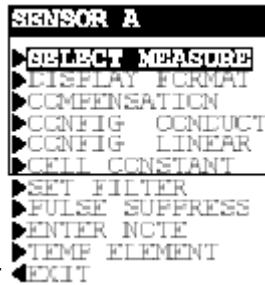 SENSOR A
SELECT MEASURE
DISPLAY FORMAT
COMPENSATION
CONFIG CONDUCT
CONFIG LINEAR
CELL CONSTANT
SET FILTER
PULSE SUPPRESS
ENTER NOTE
TEMP ELEMENT
EXIT